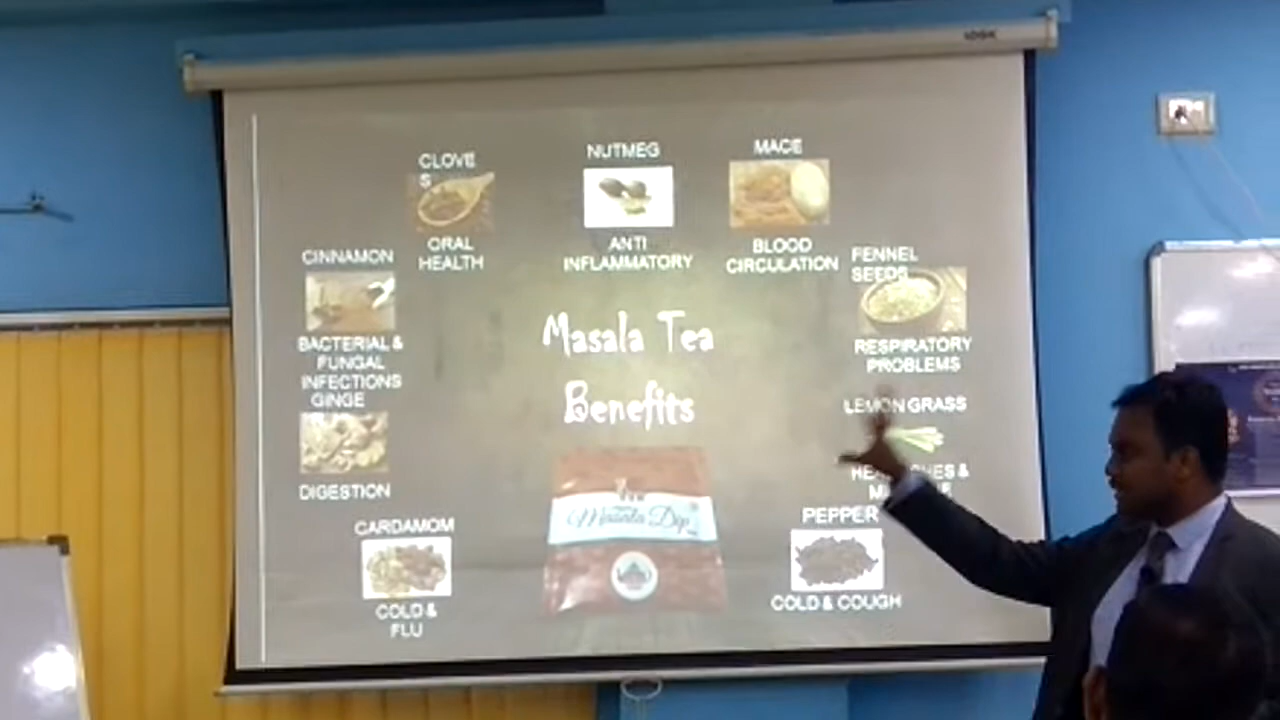 CLOVE
S
ORAL
HEALTH
NUTMEG
ANTI
INFLAMMATORY
MACE
BLOOD
CIRCULATION
CINNAMON
BACTERIAL &
FUNGAL
INFECTIONS
FENNEL
SEEDS
RESPIRATORY
PROBLEMS
Masala Tea
Benefits
GINGE
DIGESTION
LEMON GRASS
&
CARDAMOM
COLD &
FLU
Masala Dip
PEPPER
COLD & COUGH